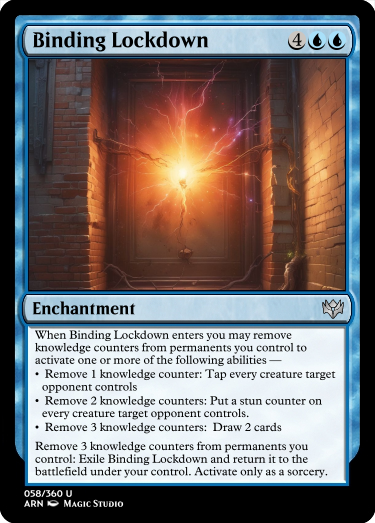 Binding Lockdown 4
Enchantment
When Binding Lockdown enters you may remove
knowledge counters from permanents you control to
activate one or more of the following abilities —
• Remove 1 knowledge counter: Tap every creature target
opponent controls
• Remove 2 knowledge counters: Put a stun counter on
every creature target opponent controls.
• Remove 3 knowledge counters: Draw 2 cards
Remove 3 knowledge counters from permanents you
control: Exile Binding Lockdown and return it to the
battlefield under your control. Activate only as a sorcery.
058/360 U
ARN Magic Studio